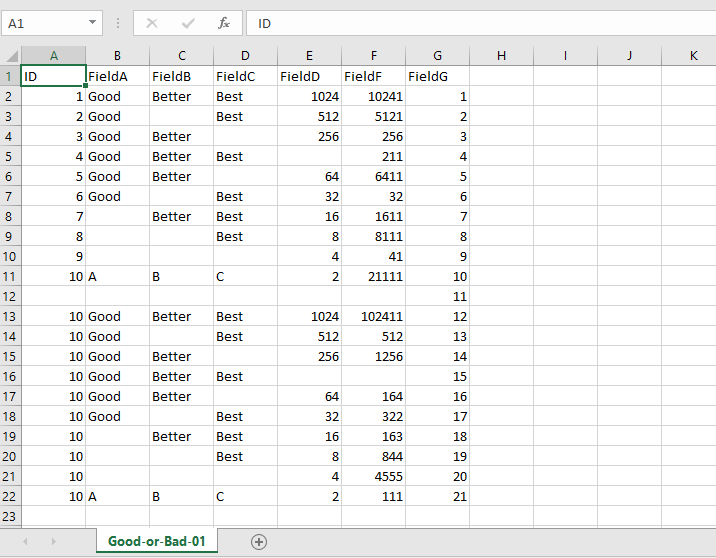 A1 fx ID
A B C D E F G H I J K
1 ID FieldA FieldB FieldC FieldD FieldF FieldG
2 1 Good Better Best 1024 10241 1
3 2 Good Best 512 5121 2
4 3 Good Better 256 256 3
5 4 Good Better Best 211 4
6 5 Good Better 64 6411 5
7 6 Good Best 32 32 6
8 7 Better Best 16 1611 7
9 8 Best 8 8111 8
10 9 4 41 9
11 10 A B C 2 21111 10
12 11
13 10 Good Better Best 1024 102411 12
14 10 Good Best 512 512 13
15 10 Good Better 256 1256 14
16 10 Good Better Best 15
17 10 Good Better 64 164 16
18 10 Good Best 32 322 17
19 10 Better Best 16 163 18
20 10 Best 8 844 19
21 10 4 4555 20
22 10 A B C 2 111 21
23
Good-or-Bad-01